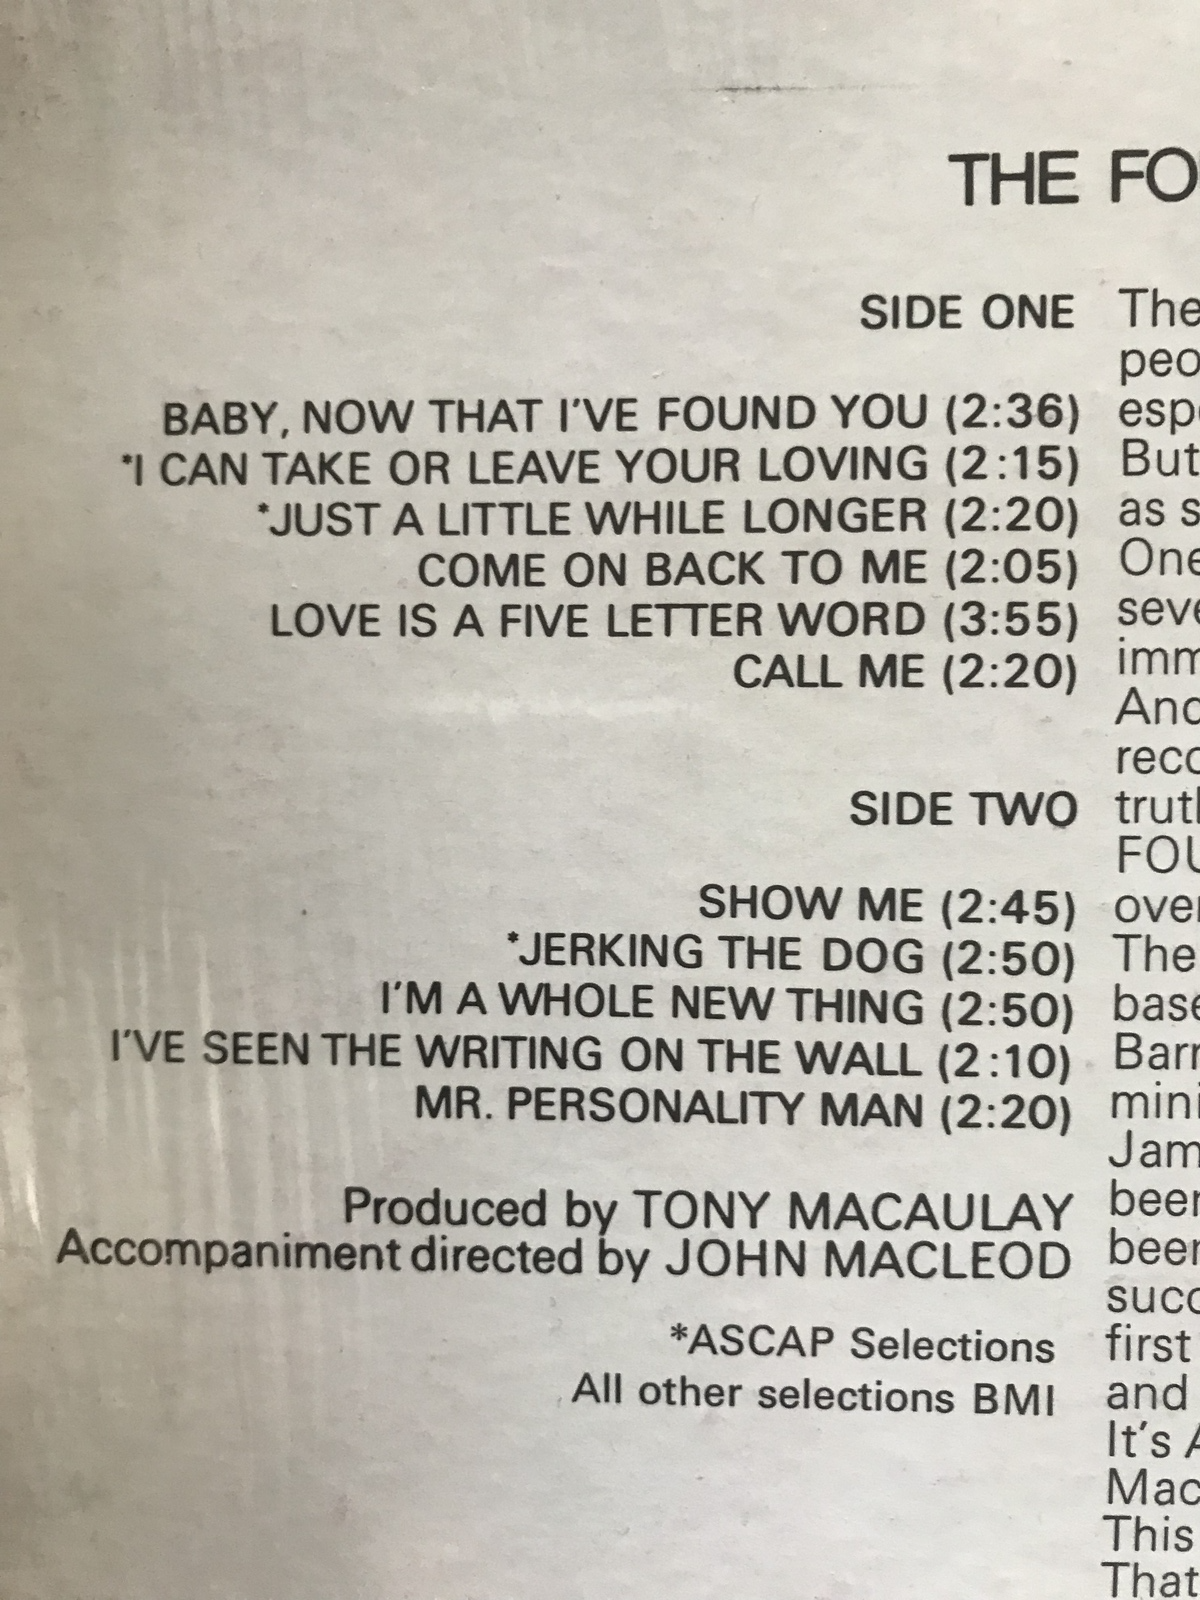 THE
SIDE ONE
BABY, NOW THAT I'VE FOUND YOU (2:36)
*I CAN TAKE OR LEAVE YOUR LOVING (2:15)
*JUST A LITTLE WHILE LONGER (2:20)
COME ON BACK TO ME (2:05)
LOVE IS A FIVE LETTER WORD (3:55)
CALL ME (2:20)
SIDE TWO
SHOW ME (2:45)
*JERKING THE DOG (2:50)
I'M A WHOLE NEW THING (2:50)
I'VE SEEN THE WRITING ON THE WALL (2:10)
MR. PERSONALITY MAN (2:20)
Produced by TONY MACAULAY
Accompaniment directed by JOHN MACLEOD
*ASCAP Selections
All other selections BMI
The
But
as
The
first
and
It's
This
That